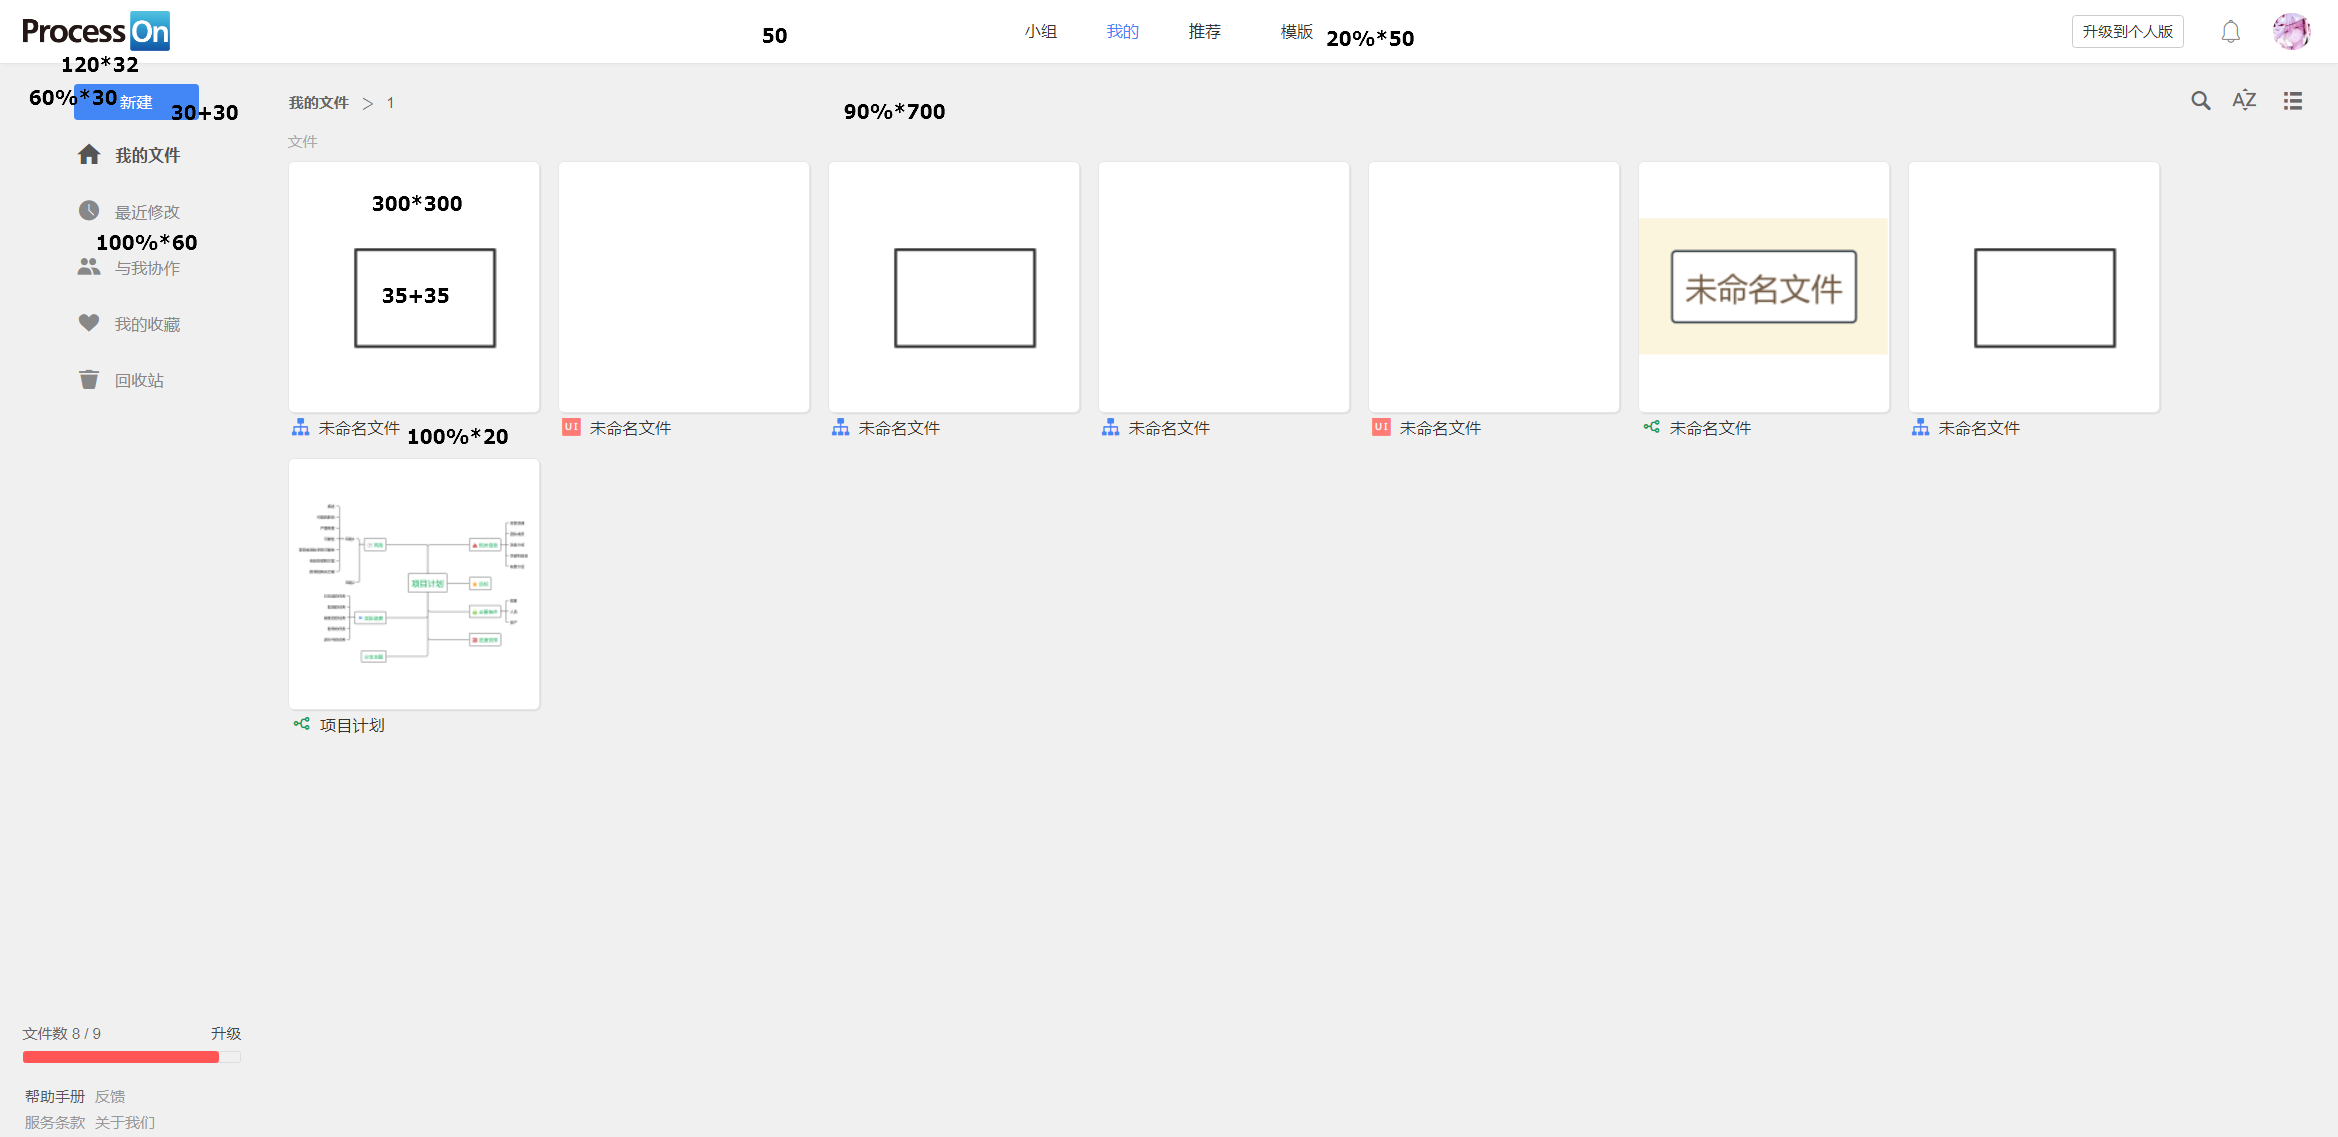 ProcessOn
50
小组
我的
推荐
模版
20%*50
升级到个人版
120*32
60%*30
新建
30+30
我的文件 > 1
90%*700
AZ
我的文件
最近修改
100%*60
与我协作
我的收藏
回收站
文件
300*300
35+35
未命名文件
未命名文件
100%*20
UI 未命名文件
未命名文件
未命名文件
UI 未命名文件
未命名文件
未命名文件
项目计划
项目计划
文件数 8 / 9
升级
帮助手册 反馈
服务条款 关于我们